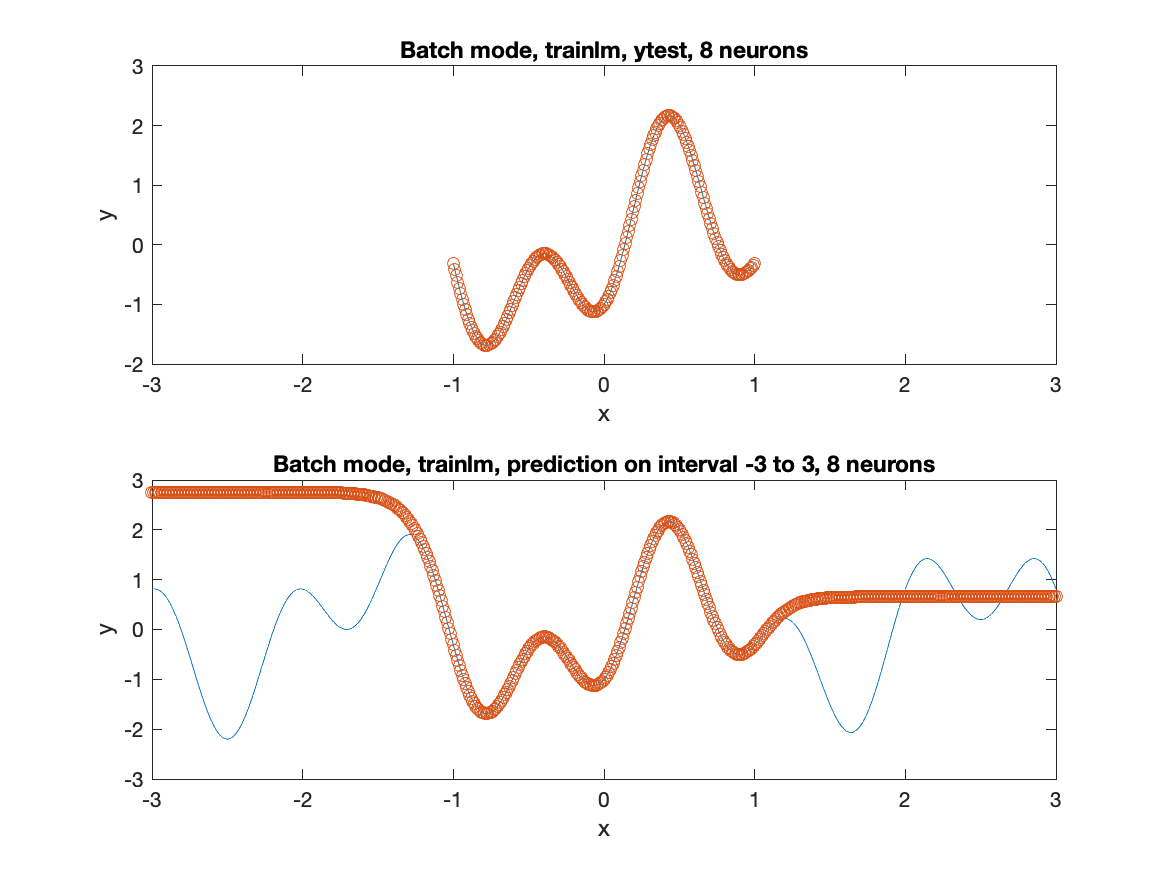 Batch mode, trainlm, ytest, 8 neurons
3
2
1
0
-1
-2
y
-3 -2 -1 0 1 2 3
x
Batch mode, trainlm, prediction on interval -3 to 3, 8 neurons
3
2
1
0
-1
-2
-3
y
-3 -2 -1 0 1 2 3
x